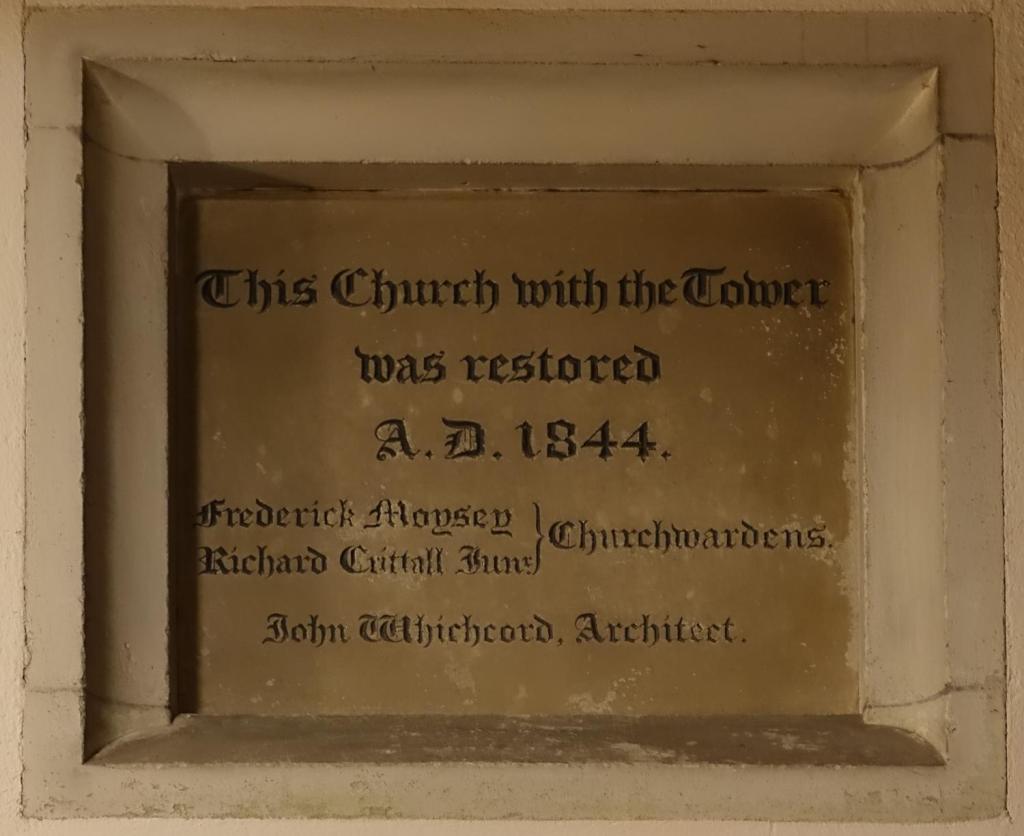 This Church with the Tower
was restored
A.D. 1844.
Frederick Moysey
Richard Crittall Junr } Churchwardens.
John Whichcord, Architect.